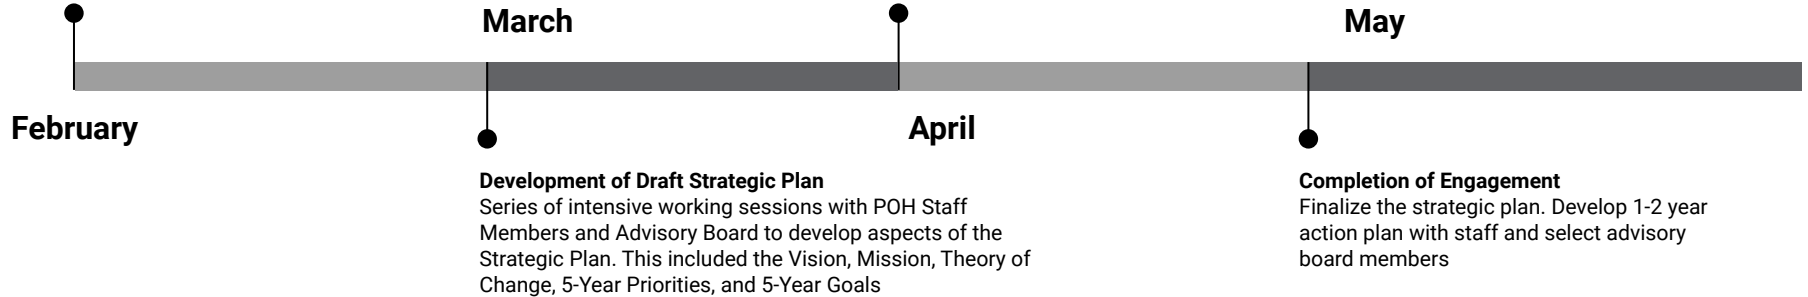 March
May
February
April
Development of Draft Strategic Plan
Series of intensive working sessions with POH Staff
Members and Advisory Board to develop aspects of the
Strategic Plan. This included the Vision, Mission, Theory of
Change, 5-Year Priorities, and 5-Year Goals
Completion of Engagement
Finalize the strategic plan. Develop 1-2 year
action plan with staff and select advisory
board members